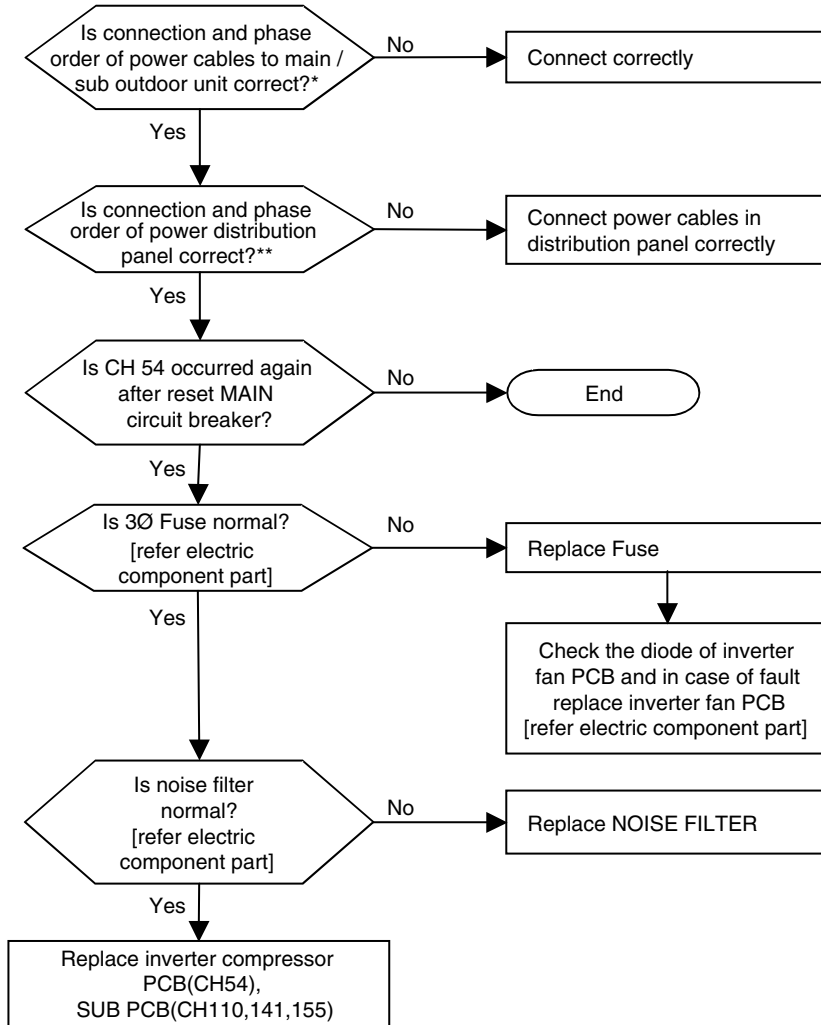 Is connection and phase
order of power cables to main /
sub outdoor unit correct?*
No
Connect correctly
Yes
Is connection and phase
order of power distribution
panel correct?**
No
Connect power cables in
distribution panel correctly
Yes
Is CH 54 occurred again
after reset MAIN
circuit breaker?
No
End
Yes
Is 3Ø Fuse normal?
[refer electric
component part]
No
Replace Fuse
Yes
Check the diode of inverter
fan PCB and in case of fault
replace inverter fan PCB
[refer electric component part]
Is noise filter
normal?
[refer electric
component part]
No
Replace NOISE FILTER
Yes
Replace inverter compressor
PCB(CH54),
SUB PCB(CH110,141,155)